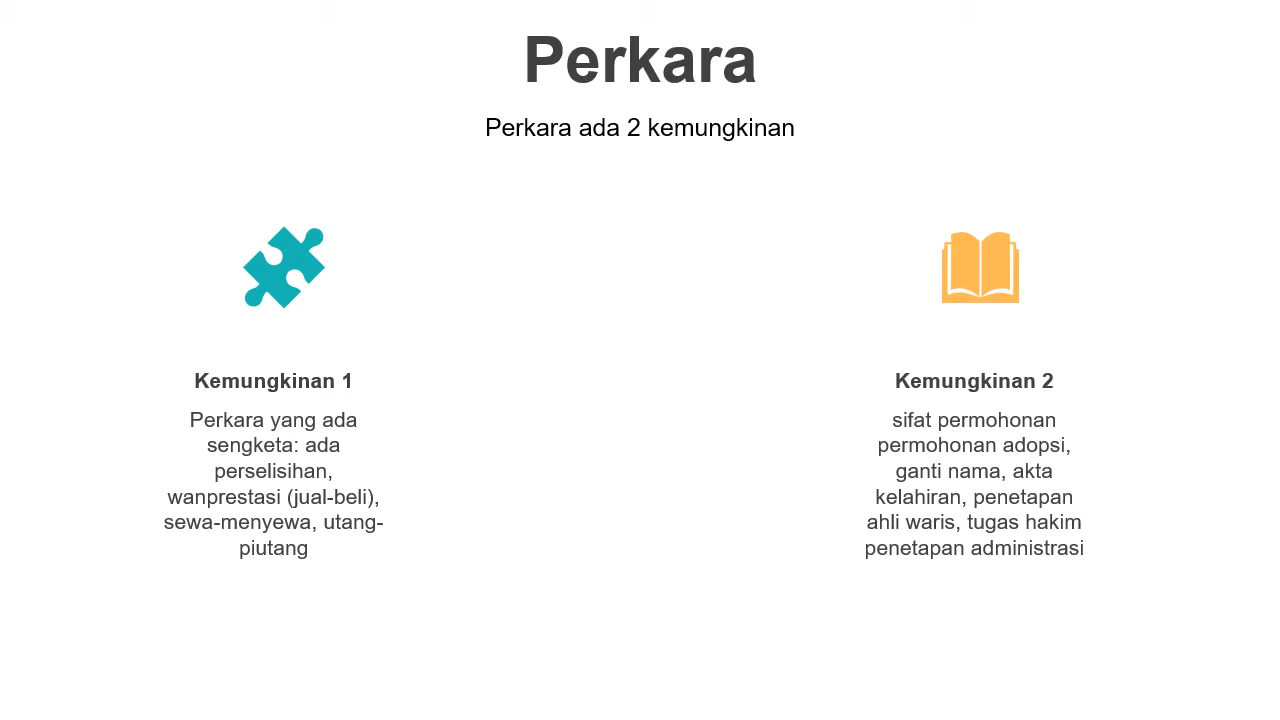 Perkara
Perkara ada 2 kemungkinan
Kemungkinan 1
Perkara yang ada
sengketa: ada
perselisihan,
wanprestasi (jual-beli),
sewa-menyewa, utang-
piutang
Kemungkinan 2
sifat permohonan
permohonan adopsi,
ganti nama, akta
kelahiran, penetapan
ahli waris, tugas hakim
penetapan administrasi